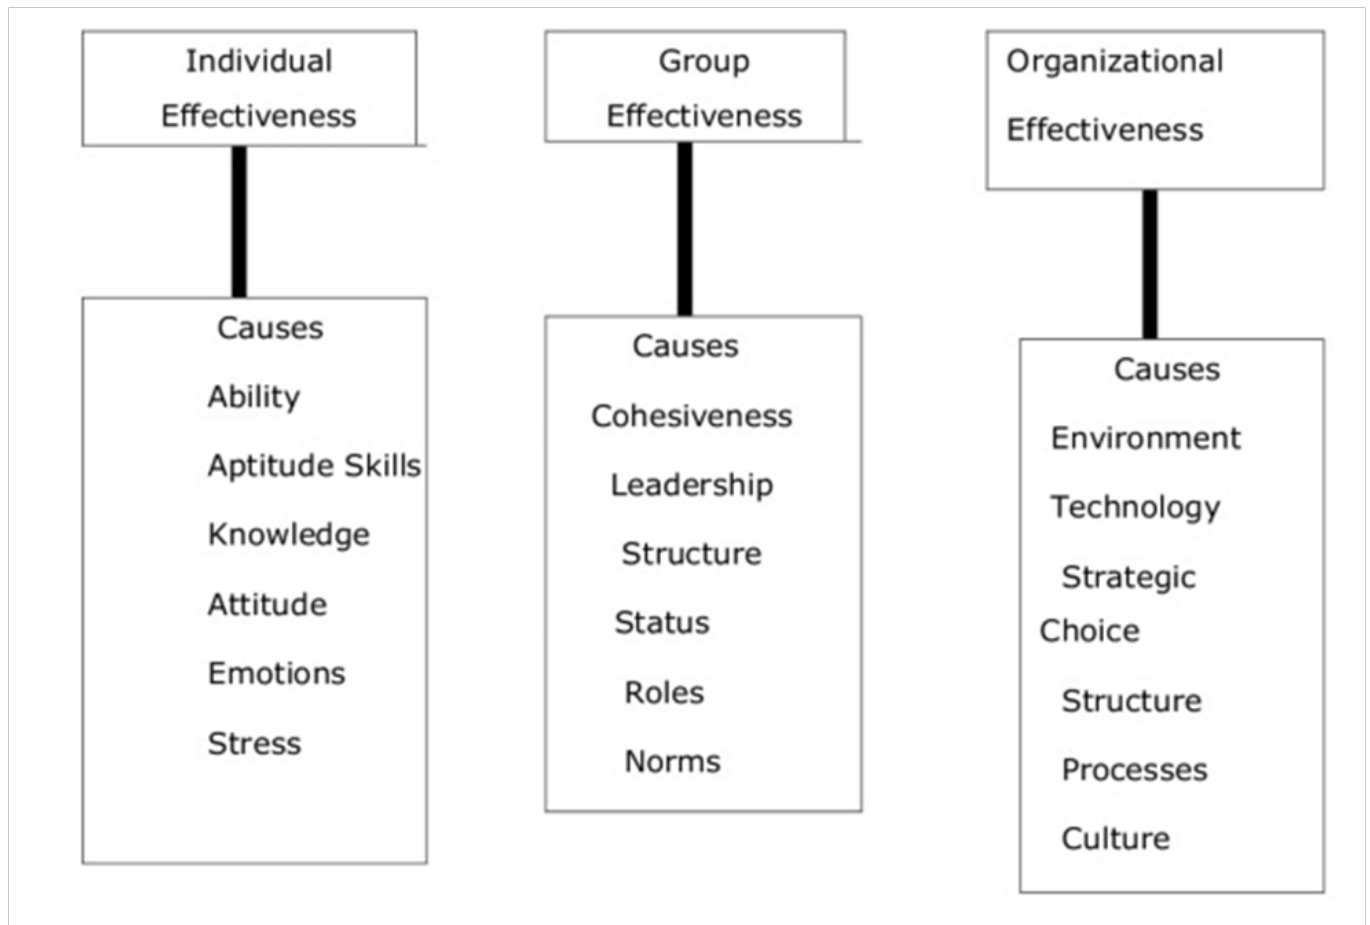 Individual
Effectiveness
Causes
Ability
Aptitude Skills
Knowledge
Attitude
Emotions
Stress
Group
Effectiveness
Causes
Cohesiveness
Leadership
Structure
Status
Roles
Norms
Organizational
Effectiveness
Causes
Environment
Technology
Strategic
Choice
Structure
Processes
Culture